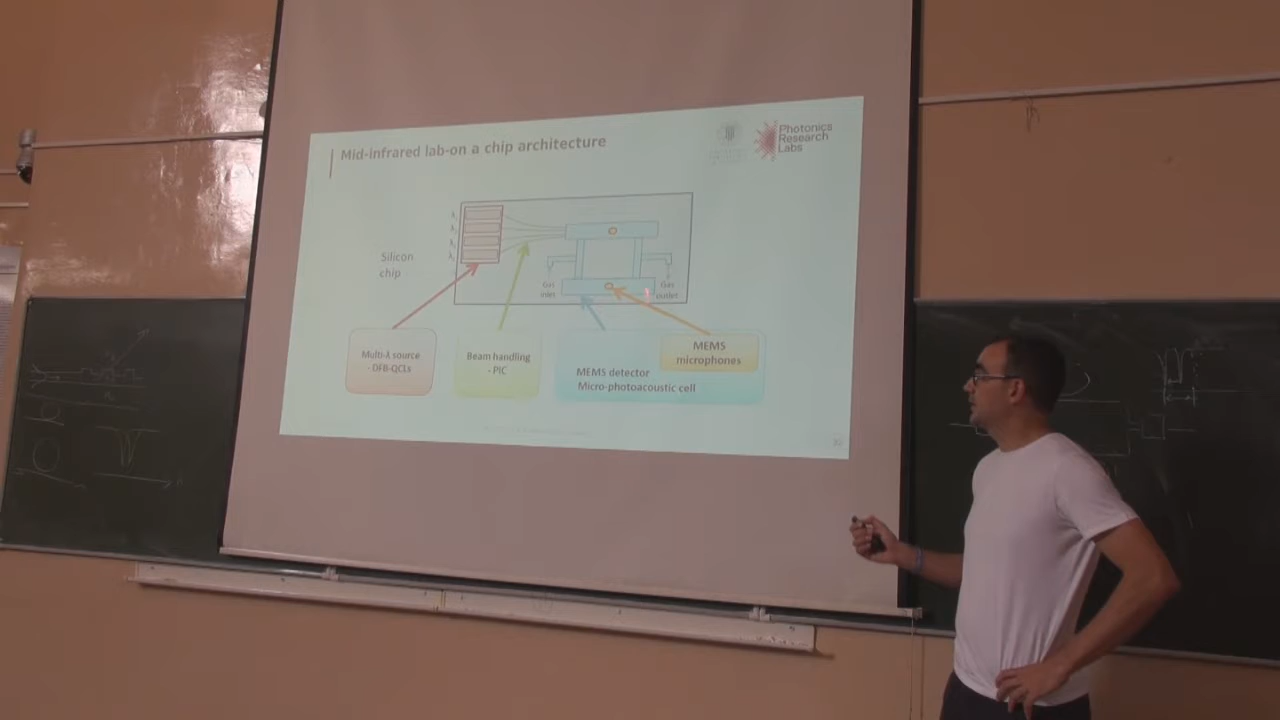 Mid-infrared lab-on a chip architecture
Photonics
Research
Labs
Silicon
chip
Gas
inlet
Gas
outlet
Multi-λ source
- DFB-QCLs
Beam handling
- PIC
MEMS
microphones
MEMS detector
Micro-photoacoustic cell